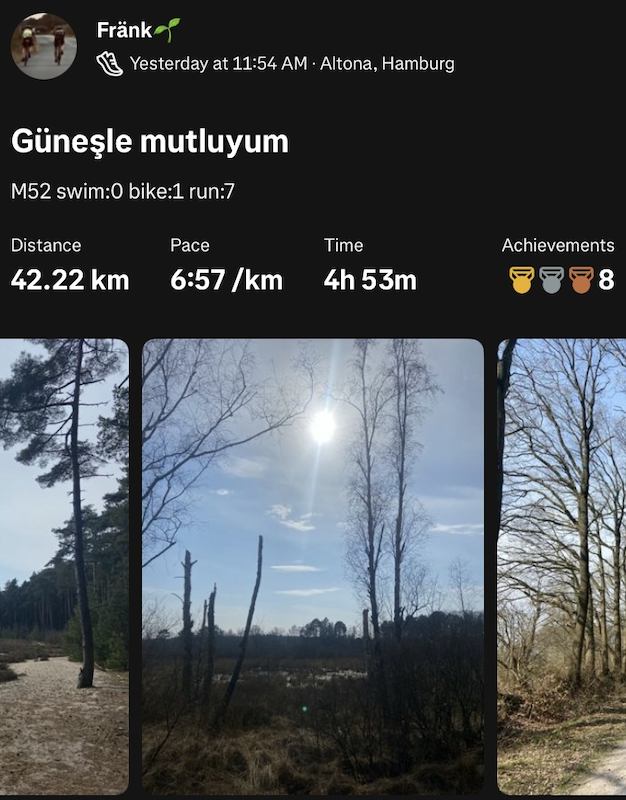 Fränk🌱
Yesterday at 11:54 AM · Altona, Hamburg
Güneşle mutluyum
M52 swim:0 bike:1 run:7
Distance Pace Time Achievements
42.22 km 6:57 /km 4h 53m 8